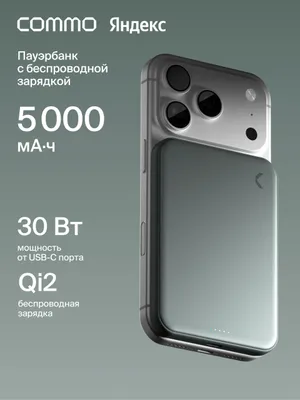 COMMO Яндекс
Пауэрбанк
с беспроводной
зарядкой
5 000
мА·ч
30 Вт
мощность
от USB-C порта
Qi2
беспроводная
зарядка